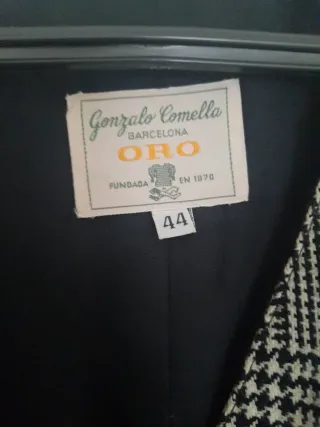 Gonzalo Comella
BARCELONA
ORO
FUNDADA EN 1870
44